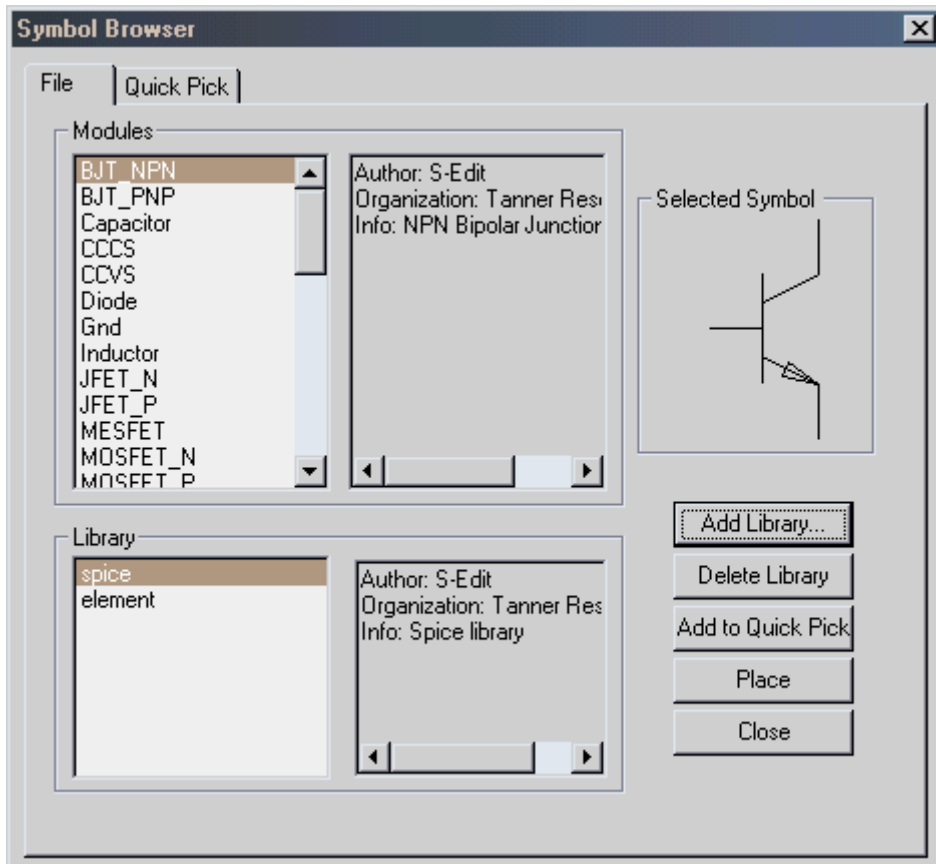 Symbol Browser
File
Quick Pick
Modules
BJT_NPN
BJT_PNP
Capacitor
CCCS
CCVS
Diode
Gnd
Inductor
JFET_N
JFET_P
MESFET
MOSFET_N
MOSFET_P
Author: S-Edit
Organization: Tanner Res
Info: NPN Bipolar Junction
Selected Symbol
Library
spice
element
Author: S-Edit
Organization: Tanner Res
Info: Spice library
Add Library...
Delete Library
Add to Quick Pick
Place
Close